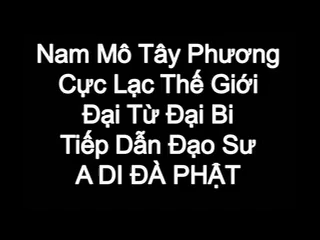 Nam Mô Tây Phương
Cực Lạc Thế Giới
Đại Từ Đại Bi
Tiếp Dẫn Đạo Sư
A DI ĐÀ PHẬT